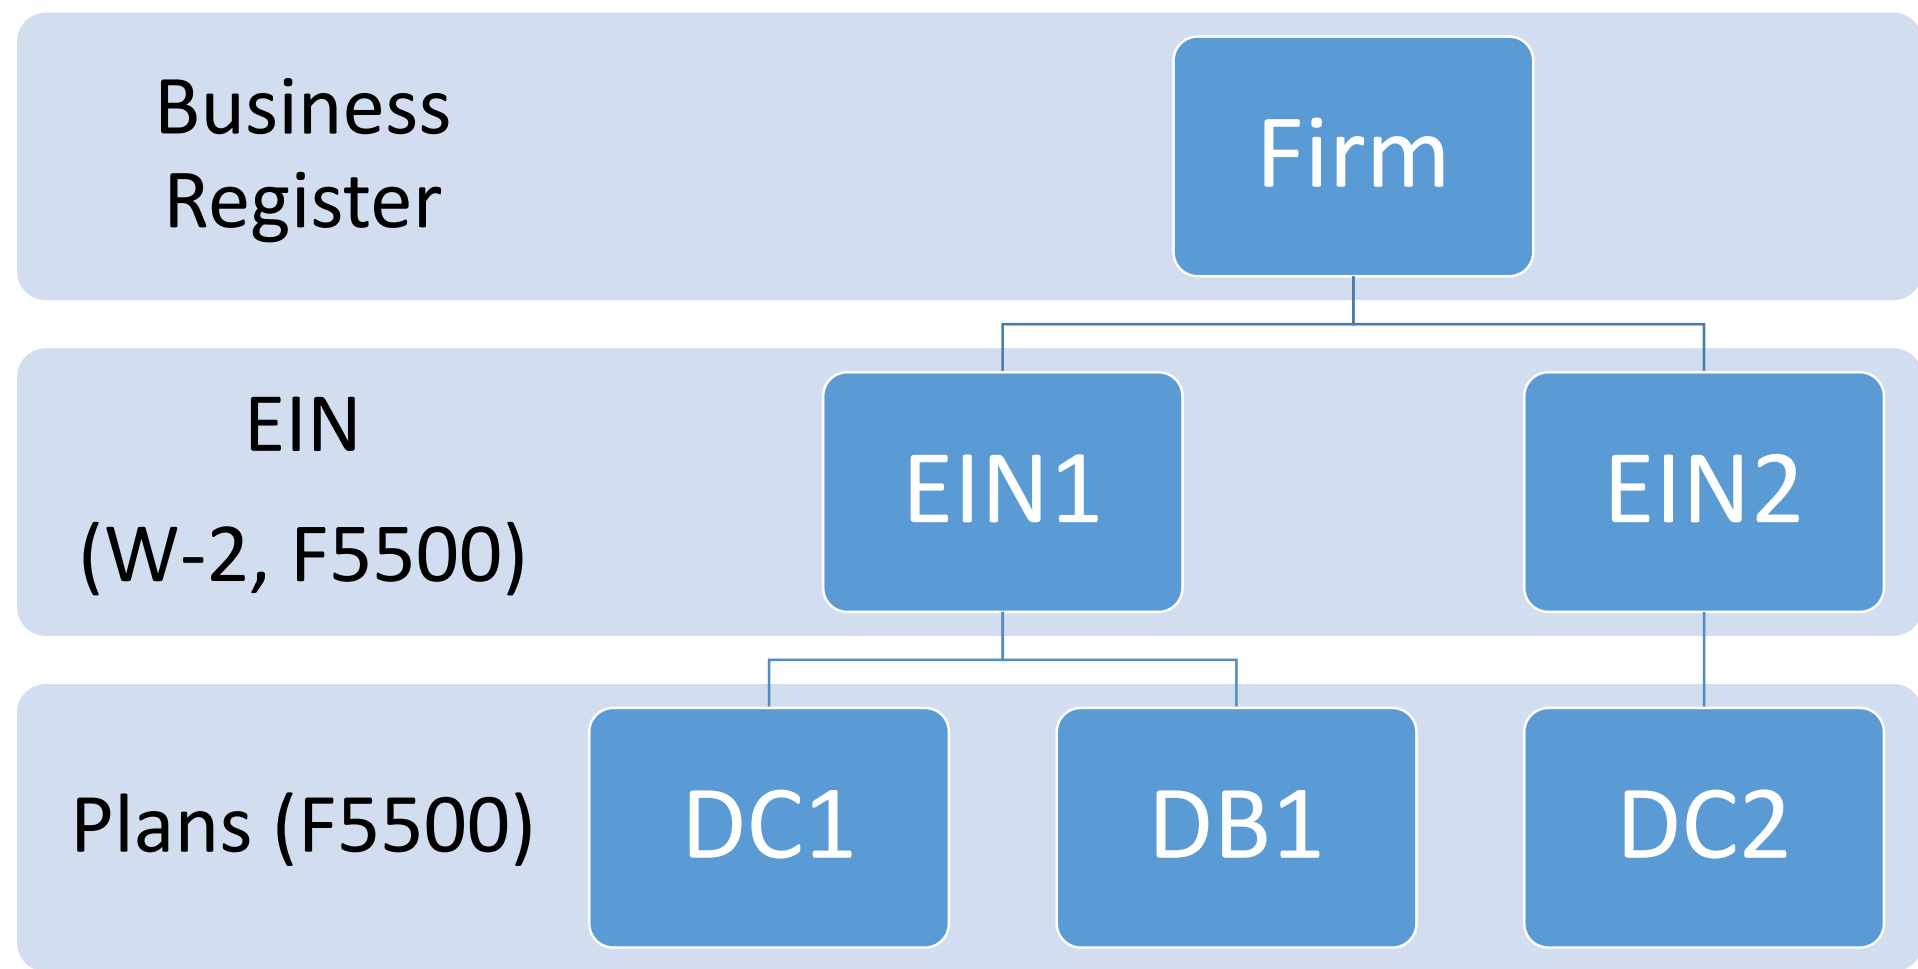 Business
Register
Firm
EIN
(W-2, F5500)
EIN1
EIN2
Plans (F5500)
DC1
DB1
DC2